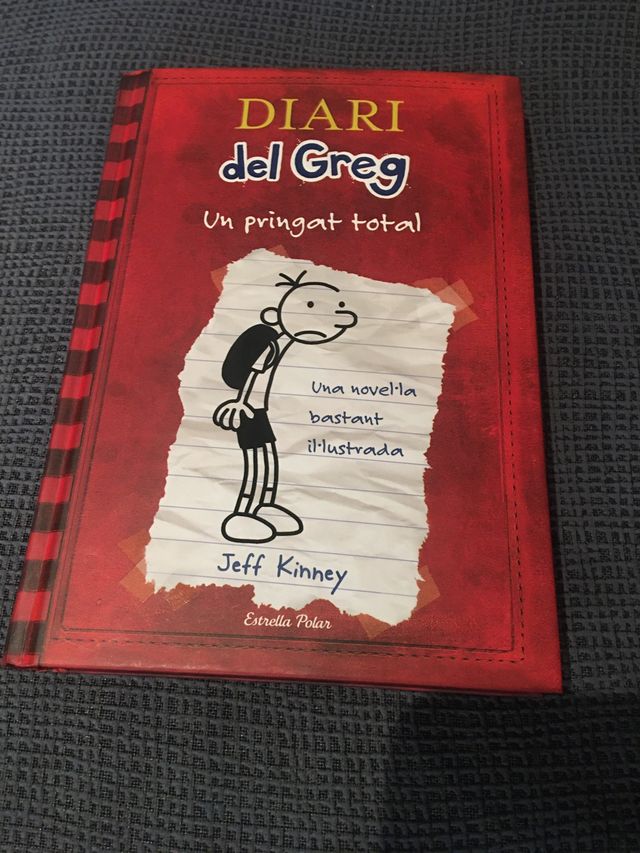 DIARI
del Greg
Un pringat total
Una novel·la
bastant
il·lustrada
Jeff Kinney
Estrella Polar